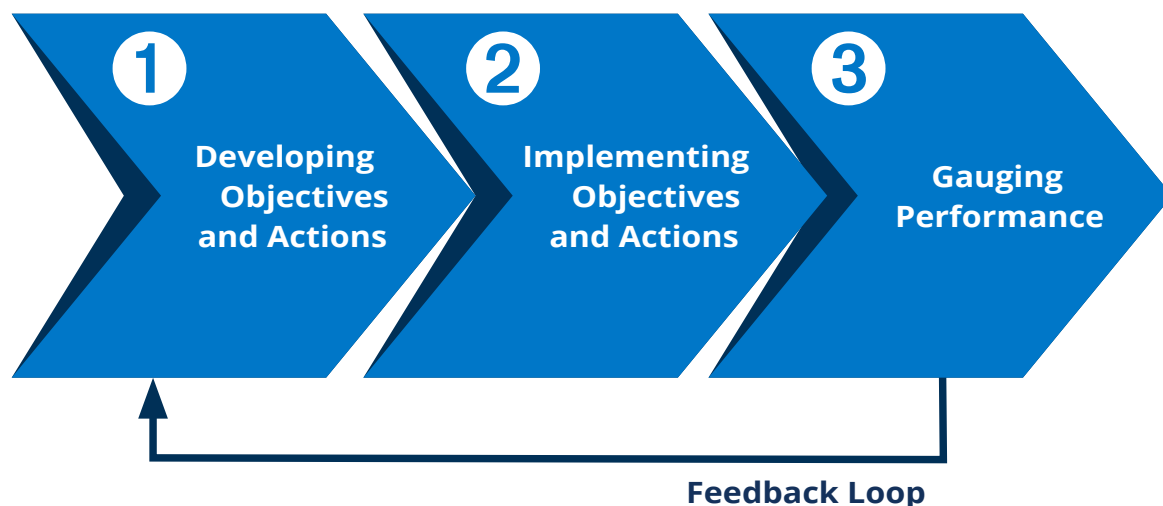 1
Developing
Objectives
and Actions
2
Implementing
Objectives
and Actions
3
Gauging
Performance
Feedback Loop